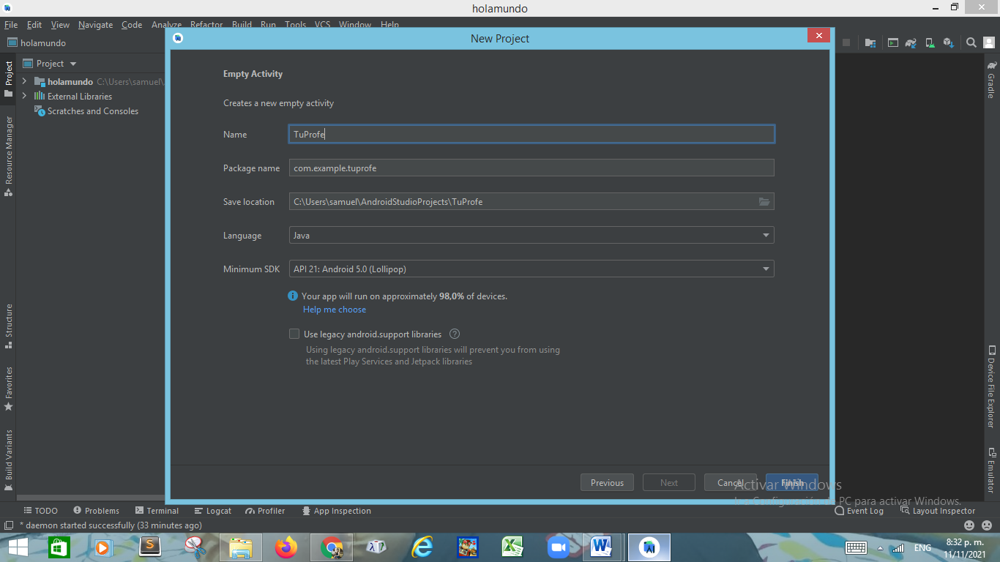 holamundo
File Edit View Navigate Code Analyze Refactor Build Run Tools VCS Window Help
holamundo
New Project
Project
holamundo C:\Users\samuel\
External Libraries
Scratches and Consoles
Project
Resource Manager
Structure
Favorites
Build Variants
Empty Activity
Creates a new empty activity
Name TuProfe
Package name com.example.tuprofe
Save location C:\Users\samuel\AndroidStudioProjects\TuProfe
Language Java
Minimum SDK API 21: Android 5.0 (Lollipop)
Your app will run on approximately 98,0% of devices.
Help me choose
Use legacy android.support libraries
Using legacy android.support libraries will prevent you from using
the latest Play Services and Jetpack libraries
Previous Next Cancel Finish
Gradle
Device File Explorer
Emulator
Activar Windows
PC para activar Windows.
TODO Problems Terminal Logcat Profiler App Inspection Event Log Layout Inspector
* daemon started successfully (33 minutes ago)
ENG 8:32 p. m.
11/11/2021